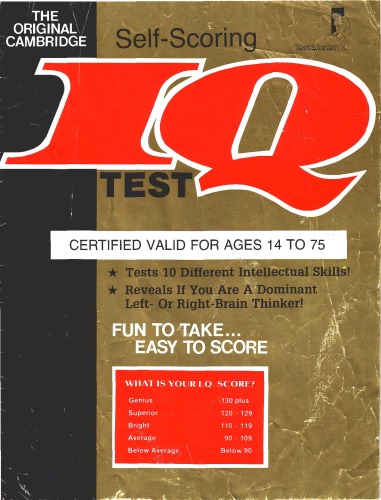 THE
ORIGINAL
CAMBRIDGE
Self-Scoring
IQ
TEST
CERTIFIED VALID FOR AGES 14 TO 75
★ Tests 10 Different Intellectual Skills!
★ Reveals If You Are A Dominant
Left- Or Right-Brain Thinker!
FUN TO TAKE...
EASY TO SCORE
WHAT IS YOUR I.Q. SCORE?
Genius 130 plus
Superior 120 - 129
Bright 110 - 119
Average 90 - 109
Below Average Below 90